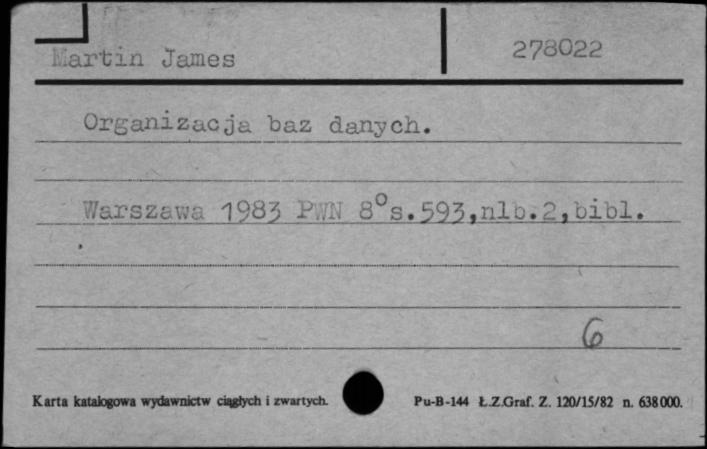 Martin James 278022
Organizacja baz danych.
Warszawa 1983 PWN 8°s.593,nlb.2,bibl.
6
Karta katalogowa wydawnictw ciągłych i zwartych. Pu-B-144 Ł.Z.Graf. Z. 120/15/82 n. 638000.